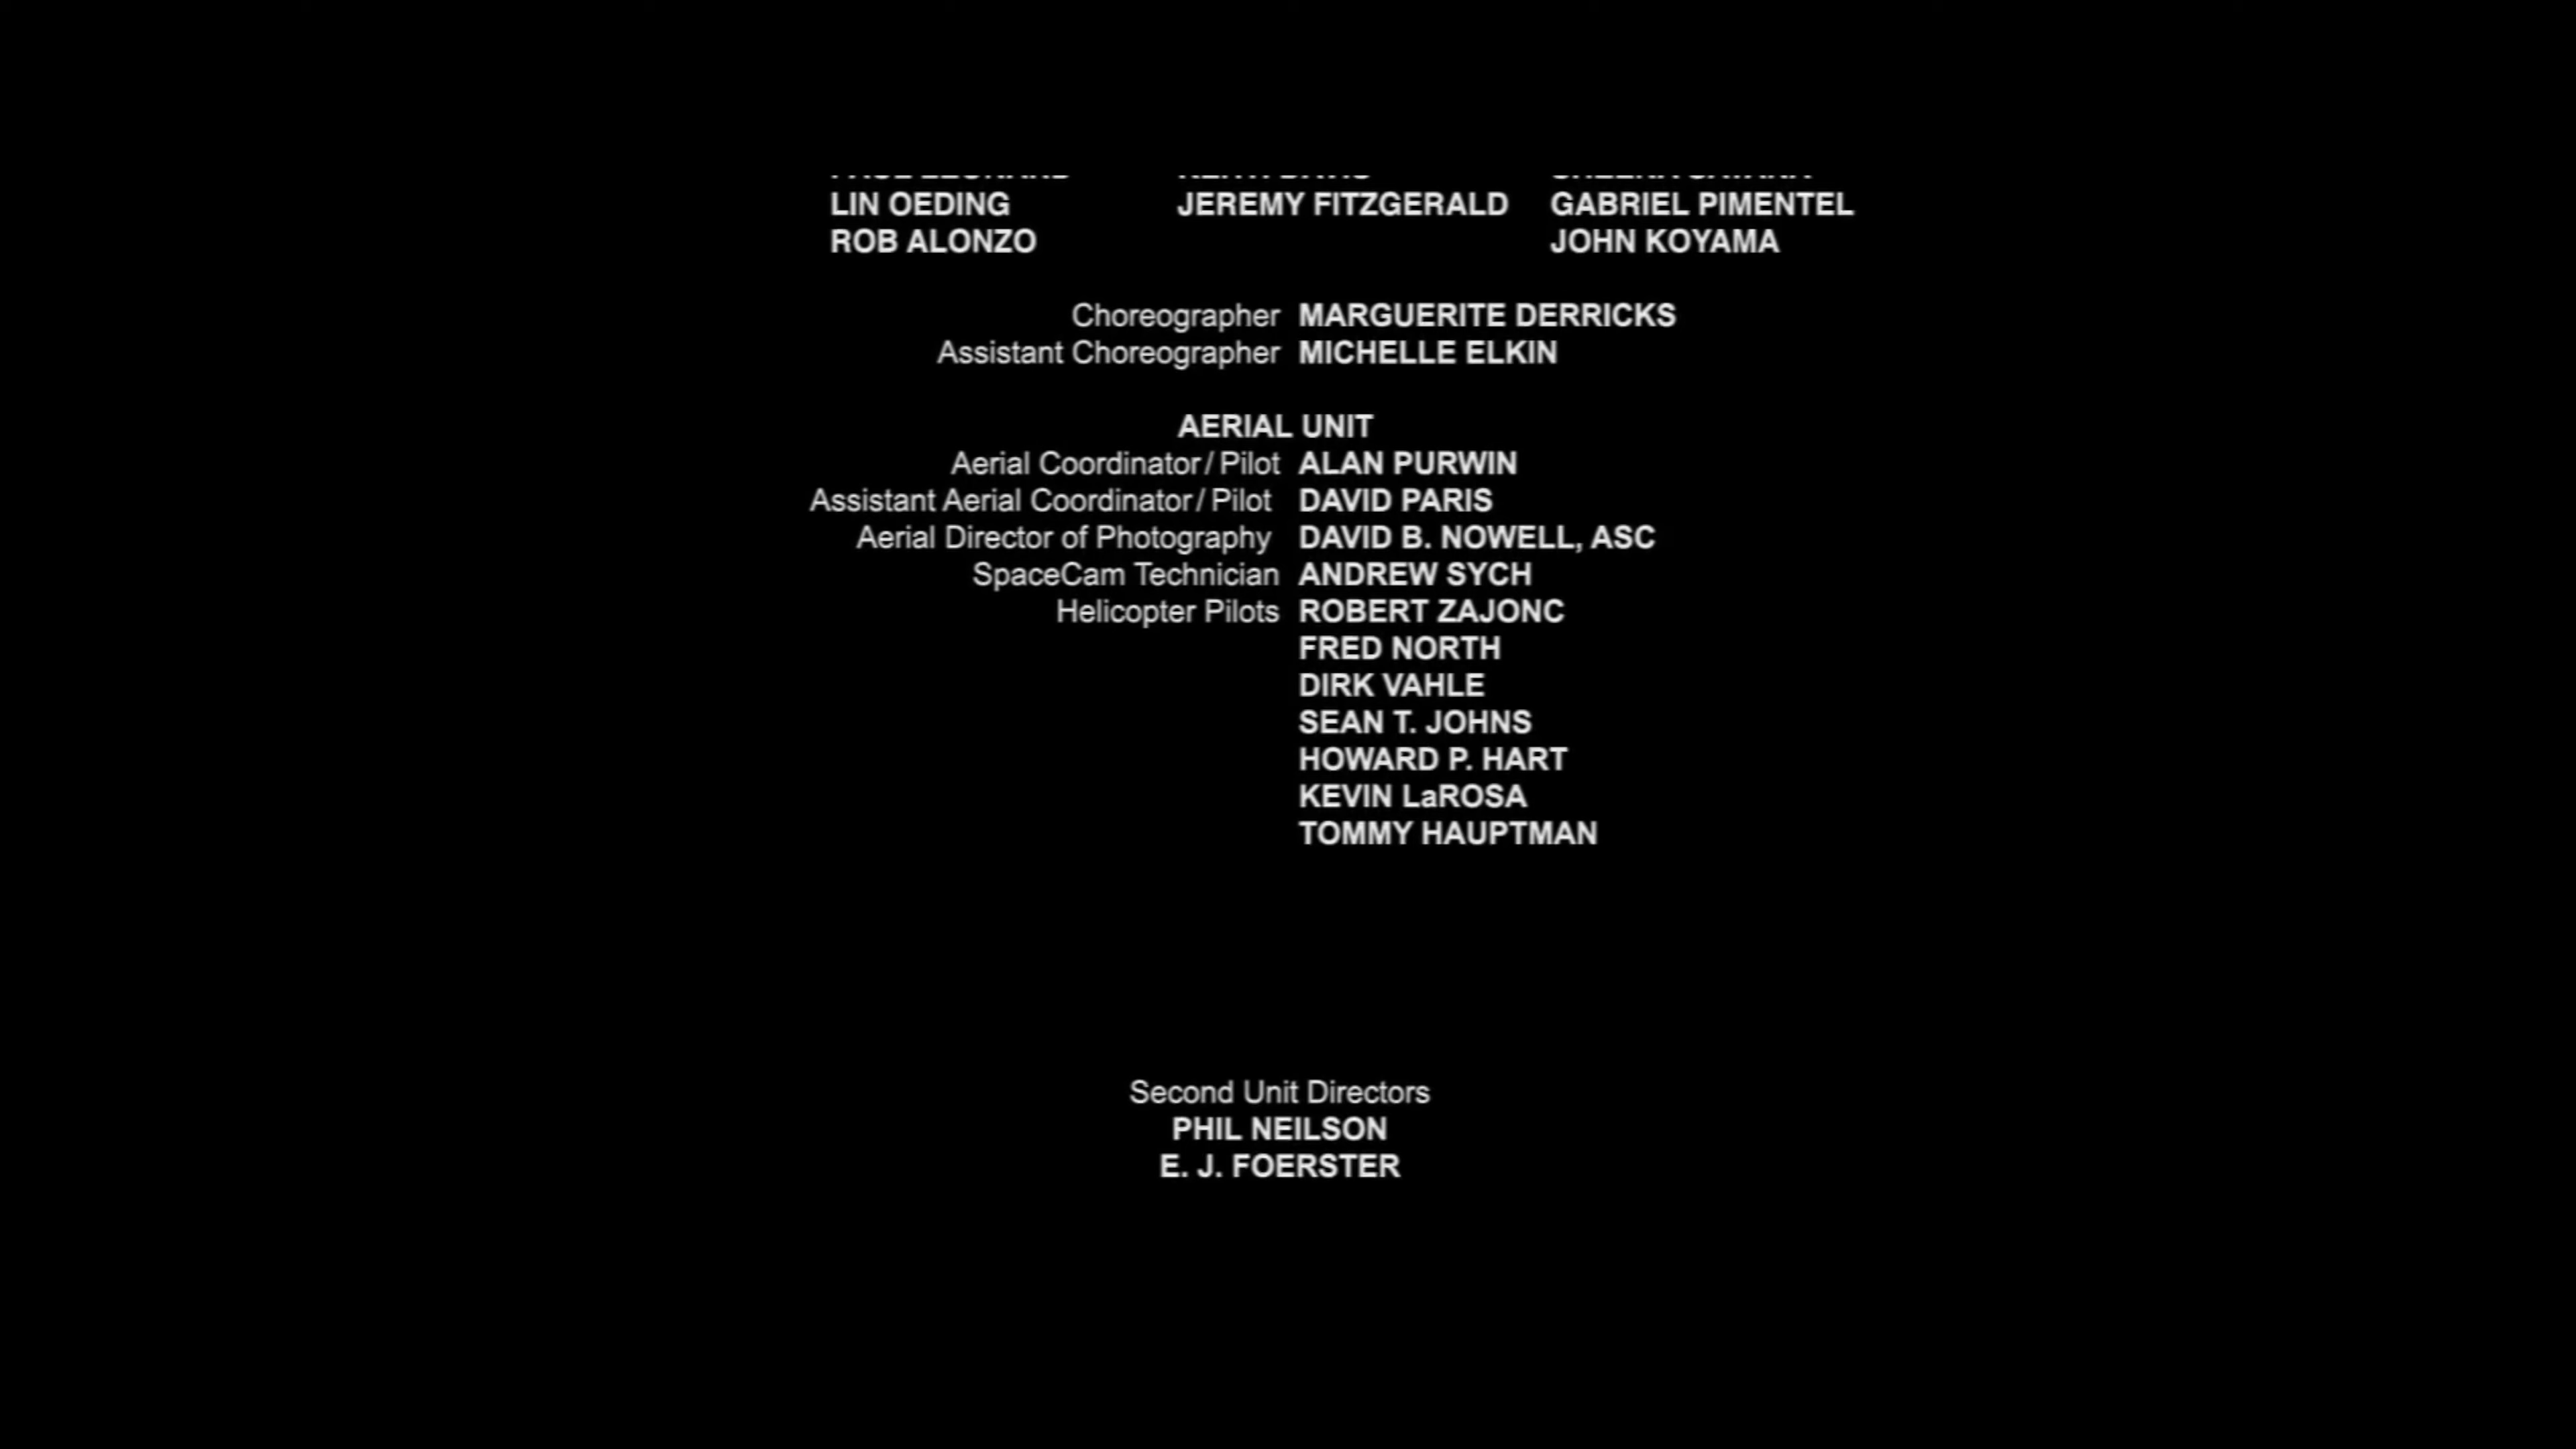 LIN OEDING JEREMY FITZGERALD GABRIEL PIMENTEL
ROB ALONZO JOHN KOYAMA
Choreographer MARGUERITE DERRICKS
Assistant Choreographer MICHELLE ELKIN
AERIAL UNIT
Aerial Coordinator / Pilot ALAN PURWIN
Assistant Aerial Coordinator / Pilot DAVID PARIS
Aerial Director of Photography DAVID B. NOWELL, ASC
SpaceCam Technician ANDREW SYCH
Helicopter Pilots ROBERT ZAJONC
FRED NORTH
DIRK VAHLE
SEAN T. JOHNS
HOWARD P. HART
KEVIN LaROSA
TOMMY HAUPTMAN
Second Unit Directors
PHIL NEILSON
E. J. FOERSTER